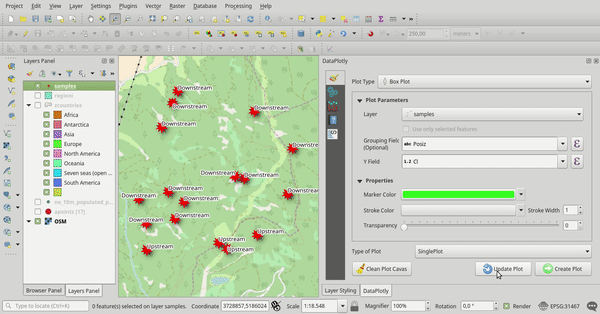 Project Edit View Layer Settings Plugins Vector Raster Database Processing Help
250,00 meters
Layers Panel
samples
regioni
countries
Africa
Antarctica
Asia
Europe
North America
Oceania
Seven seas (open ...
South America
ne_10m_populated_p...
apoints [17]
OSM
Browser Panel Layers Panel
Downstream
Downstream
Downstream
Downstream
Downstream
Downstream
Downstream
Downstream
Downstream
Downstream
Downstream
Downstream
Downstream
Upstream
Upstream
Upstream
Upstream
DataPlotly
Plot Type Box Plot
Plot Parameters
Layer samples
Use only selected features
Grouping Field
(Optional)
abc Posiz
Y Field 1.2 Cl
Properties
Marker Color
Stroke Color Stroke Width 1
Transparency 0
Type of Plot SinglePlot
Clean Plot Cavas Update Plot Create Plot
Layer Styling DataPlotly
Type to locate (Ctrl+K) 0 feature(s) selected on layer samples. Coordinate 3728857,5186024 Scale 1:18.548 Magnifier 100% Rotation 0,0 ° Render EPSG:31467